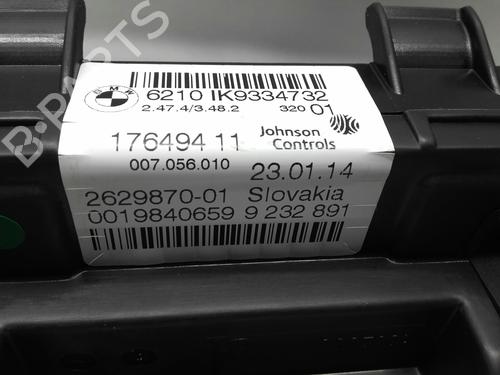 B-PARTS
BMW
6210 IK9334732
2.47.4/3.48.2 320 01
176494 11 Johnson Controls
007.056.010 23.01.14
2629870-01 Slovakia
0019840659 9 232 891